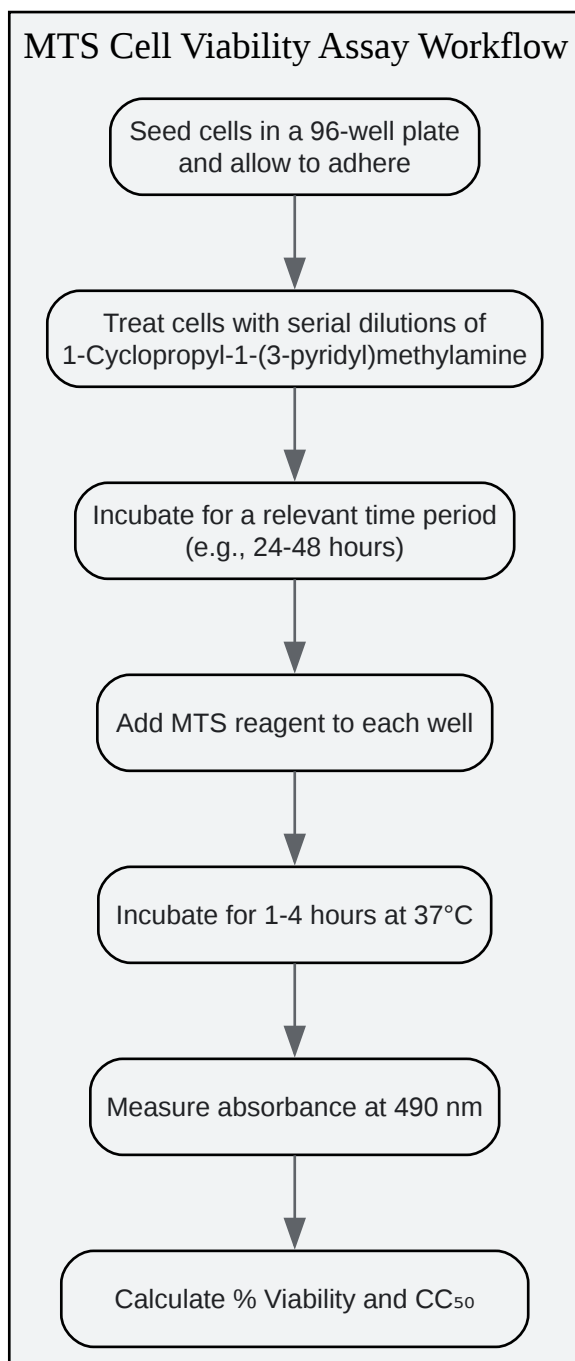 MTS Cell Viability Assay Workflow
Seed cells in a 96-well plate
and allow to adhere
Treat cells with serial dilutions of
1-Cyclopropyl-1-(3-pyridyl)methylamine
Incubate for a relevant time period
(e.g., 24-48 hours)
Add MTS reagent to each well
Incubate for 1-4 hours at 37°C
Measure absorbance at 490 nm
Calculate % Viability and CC₅₀